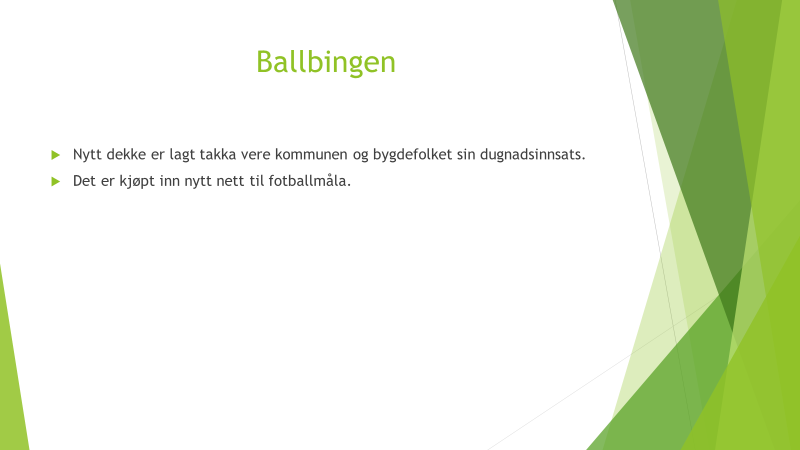 Ballbingen
Nytt dekke er lagt takka vere kommunen og bygdefolket sin dugnadsinnsats.
Det er kjøpt inn nytt nett til fotballmåla.